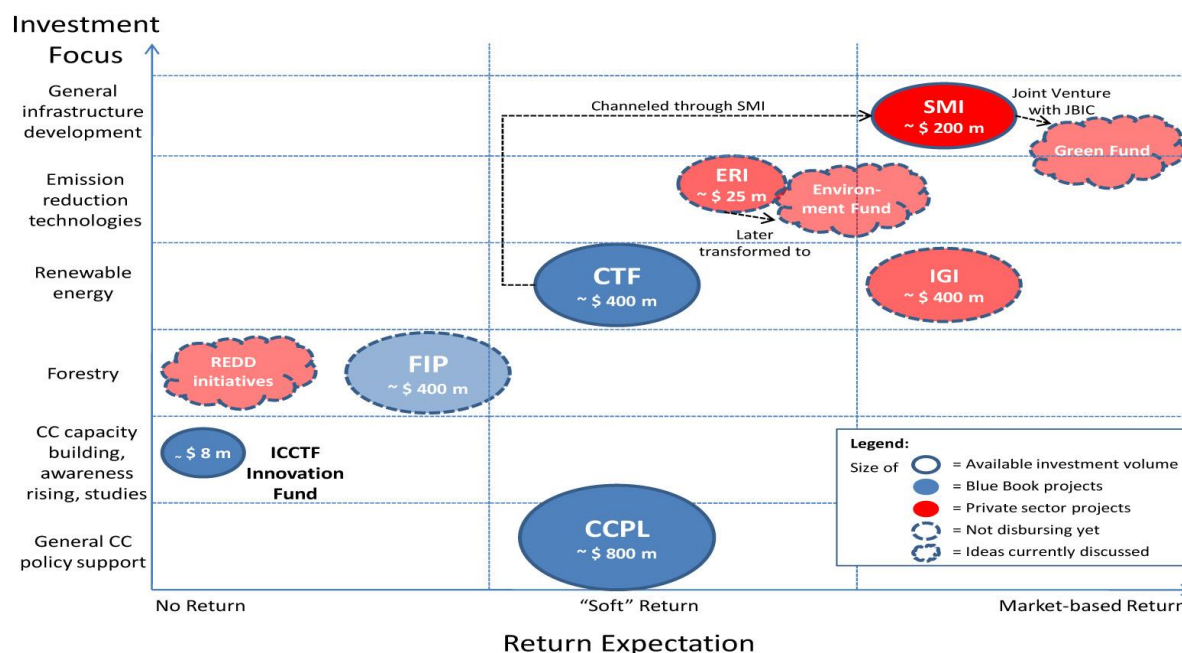 Investment
Focus
General
infrastructure
development
Channeled through SMI
SMI
~ $ 200 m
Joint Venture
with JBIC
Green Fund
Emission
reduction
technologies
ERI
~ $ 25 m
Environ-
ment Fund
Later
transformed to
Renewable
energy
CTF
~ $ 400 m
IGI
~ $ 400 m
Forestry
REDD
initiatives
FIP
~ $ 400 m
CC capacity
building,
awareness
rising, studies
~ $ 8 m
ICCTF
Innovation
Fund
General CC
policy support
CCPL
~ $ 800 m
Legend:
Size of
= Available investment volume
= Blue Book projects
= Private sector projects
= Not disbursing yet
= Ideas currently discussed
No Return
“Soft” Return
Market-based Return
Return Expectation